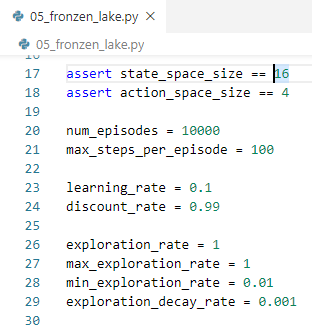 05_fronzen_lake.py
05_fronzen_lake.py
16
17 assert state_space_size == 16
18 assert action_space_size == 4
19
20 num_episodes = 10000
21 max_steps_per_episode = 100
22
23 learning_rate = 0.1
24 discount_rate = 0.99
25
26 exploration_rate = 1
27 max_exploration_rate = 1
28 min_exploration_rate = 0.01
29 exploration_decay_rate = 0.001
30